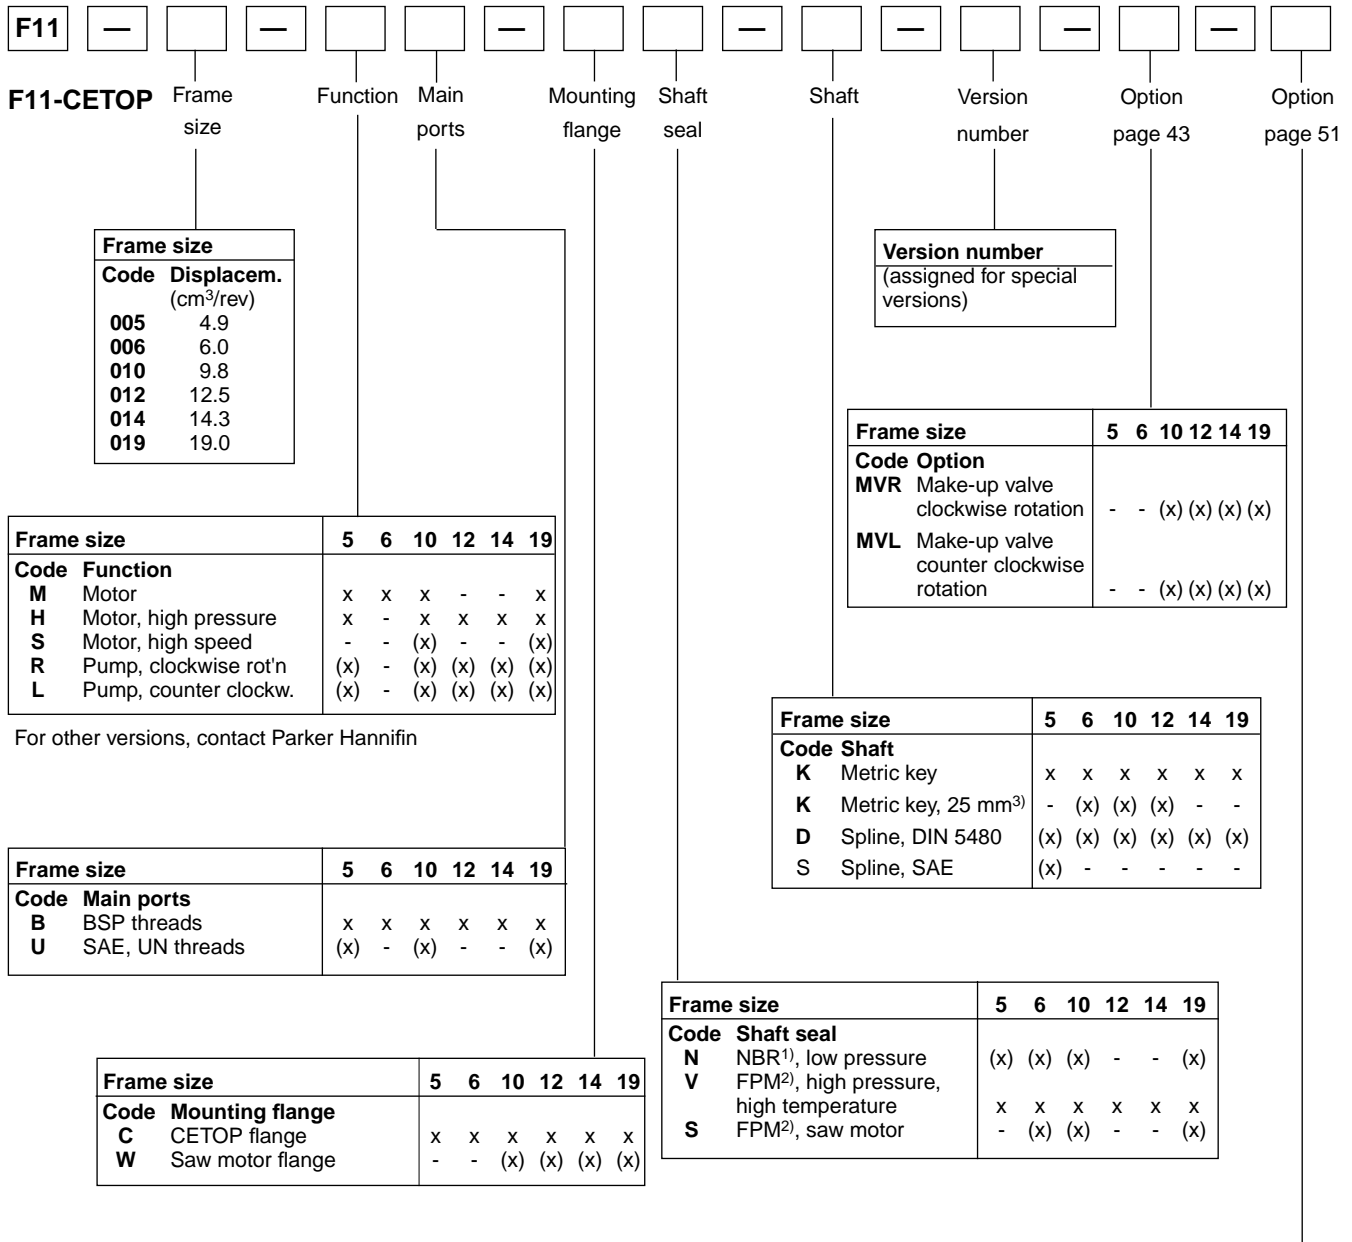 F11 — — — — — — —
F11-CETOP
Frame size
Function
Main ports
Mounting flange
Shaft seal
Shaft
Version number
Option page 43
Option page 51
Frame size
Code Displacem.
(cm3/rev)
005 4.9
006 6.0
010 9.8
012 12.5
014 14.3
019 19.0
Version number
(assigned for special
versions)
Frame size 5 6 10 12 14 19
Code Option
MVR Make-up valve
clockwise rotation - - (x) (x) (x) (x)
MVL Make-up valve
counter clockwise
rotation - - (x) (x) (x) (x)
Frame size 5 6 10 12 14 19
Code Function
M Motor x x x - - x
H Motor, high pressure x - x x x x
S Motor, high speed - - (x) - - (x)
R Pump, clockwise rot'n (x) - (x) (x) (x) (x)
L Pump, counter clockw. (x) - (x) (x) (x) (x)
For other versions, contact Parker Hannifin
Frame size 5 6 10 12 14 19
Code Shaft
K Metric key x x x x x x
K Metric key, 25 mm3) - (x) (x) (x) - -
D Spline, DIN 5480 (x) (x) (x) (x) (x) (x)
S Spline, SAE (x) - - - - -
Frame size 5 6 10 12 14 19
Code Main ports
B BSP threads x x x x x x
U SAE, UN threads (x) - (x) - - (x)
Frame size 5 6 10 12 14 19
Code Shaft seal
N NBR1), low pressure (x) (x) (x) - - (x)
V FPM2), high pressure,
high temperature x x x x x x
S FPM2), saw motor - (x) (x) - - (x)
Frame size 5 6 10 12 14 19
Code Mounting flange
C CETOP flange x x x x x x
W Saw motor flange - - (x) (x) (x) (x)